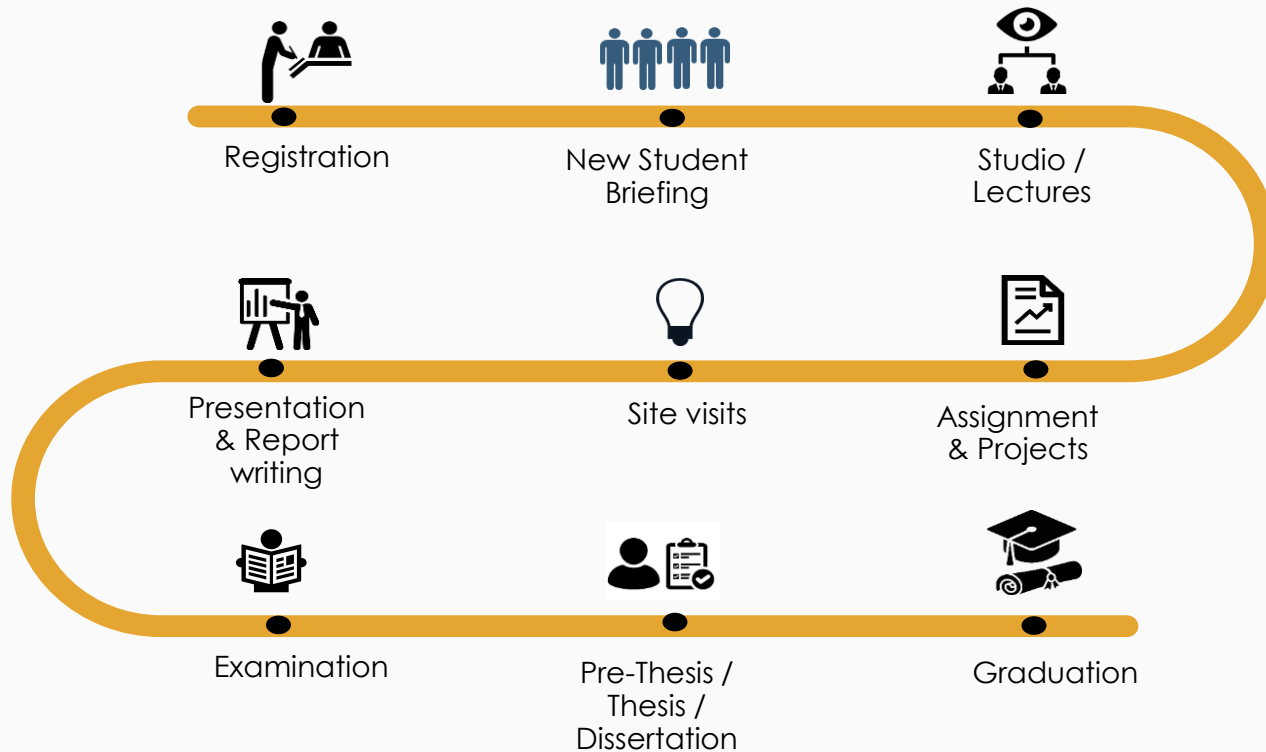 Registration
New Student
Briefing
Studio /
Lectures
Assignment
& Projects
Site visits
Presentation
& Report
writing
Examination
Pre-Thesis /
Thesis /
Dissertation
Graduation